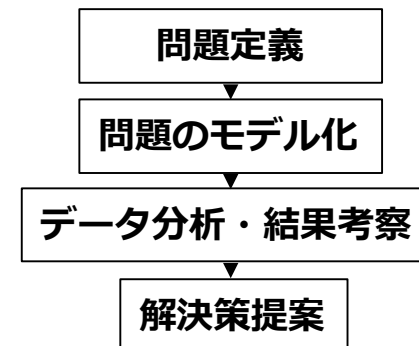 問題定義
問題のモデル化
データ分析・結果考察
解決策提案